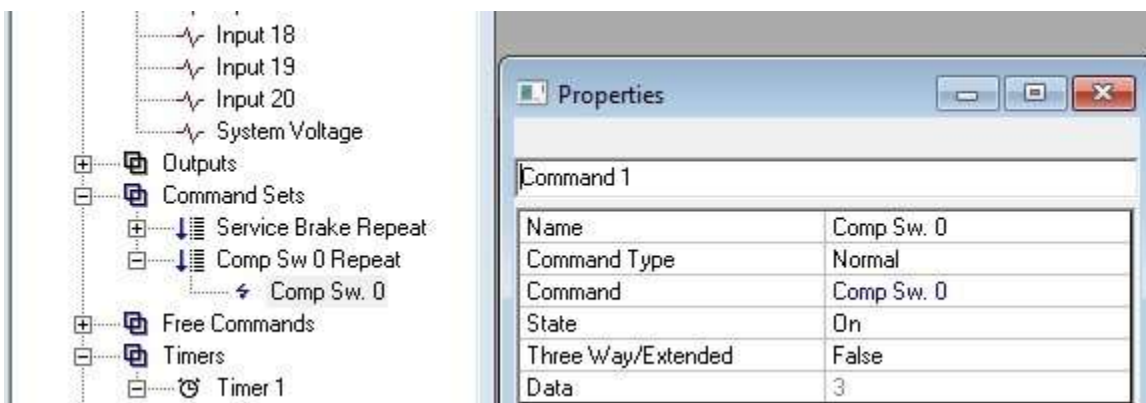 Input 18
Input 19
Input 20
System Voltage
Outputs
Command Sets
Service Brake Repeat
Comp Sw 0 Repeat
Comp Sw. 0
Free Commands
Timers
Timer 1
Properties
Command 1
Name Comp Sw. 0
Command Type Normal
Command Comp Sw. 0
State On
Three Way/Extended False
Data 3